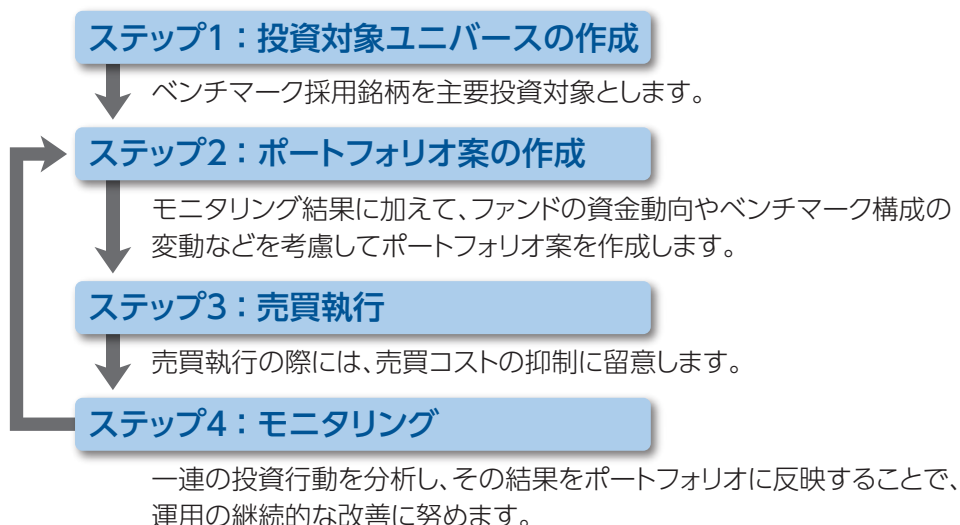 ステップ1：投資対象ユニバースの作成
ベンチマーク採用銘柄を主要投資対象とします。
ステップ2：ポートフォリオ案の作成
モニタリング結果に加えて、ファンドの資金動向やベンチマーク構成の
変動などを考慮してポートフォリオ案を作成します。
ステップ3：売買執行
売買執行の際には、売買コストの抑制に留意します。
ステップ4：モニタリング
一連の投資行動を分析し、その結果をポートフォリオに反映することで、
運用の継続的な改善に努めます。